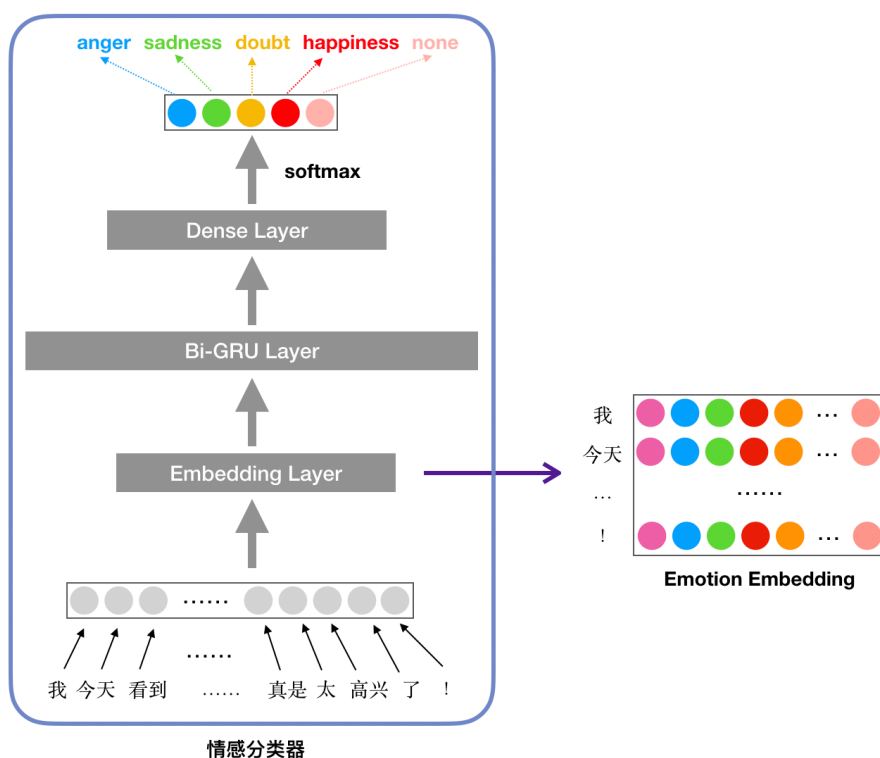 anger sadness doubt happiness none
softmax
Dense Layer
Bi-GRU Layer
Embedding Layer
......
......
我 今天 看到 ...... 真是 太 高兴 了 !
情感分类器
我 ...
今天 ...
... ......
! ...
Emotion Embedding